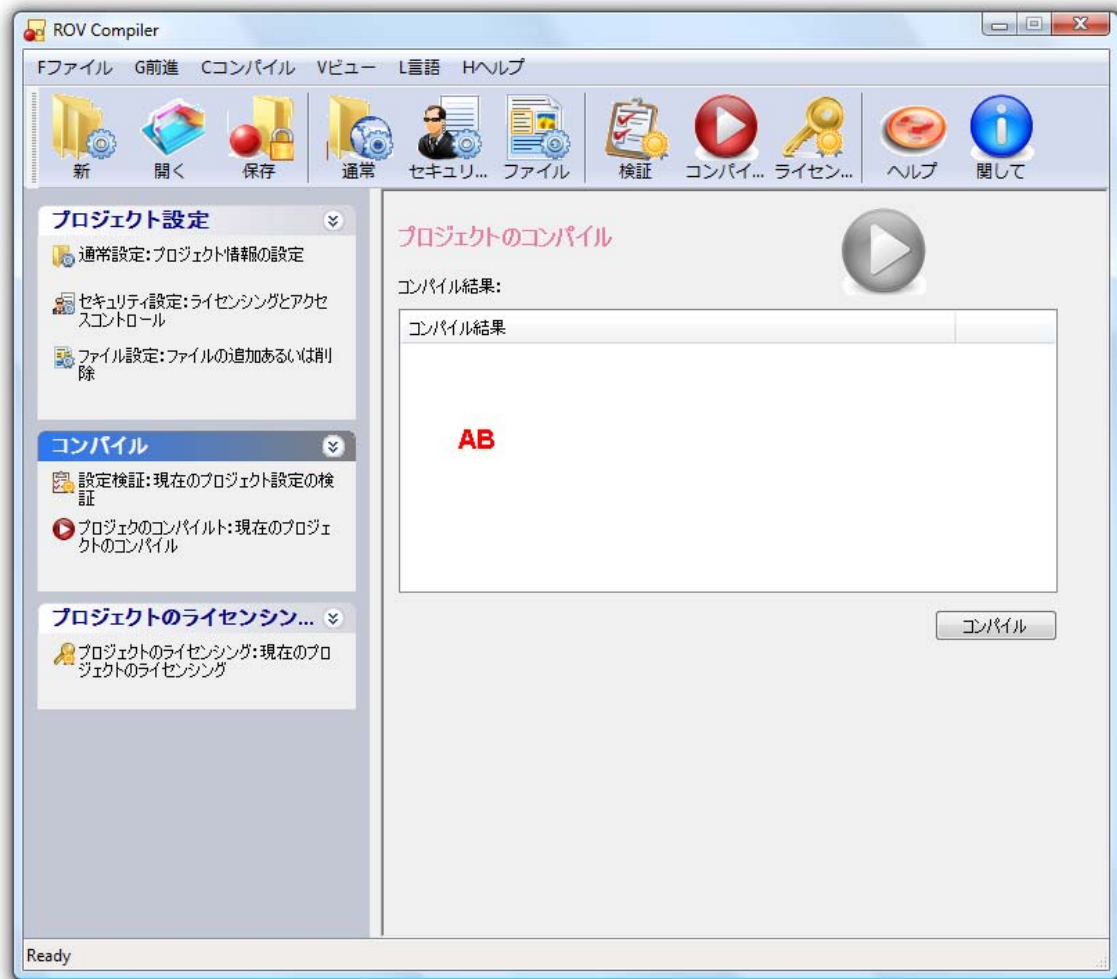 ROV Compiler
Fファイル G前進 Cコンパイル Vビュー L言語 Hヘルプ
新 開く 保存 通常 セキュリ... ファイル 検証 コンパイ... ライセン... ヘルプ 関して
プロジェクト設定
通常設定:プロジェクト情報の設定
セキュリティ設定:ライセンシングとアクセ
スコントロール
ファイル設定:ファイルの追加あるいは削
除
コンパイル
設定検証:現在のプロジェクト設定の検
証
プロジェクのコンパイルト:現在のプロジェ
クトのコンパイル
プロジェクトのライセンシン...
プロジェクトのライセンシング:現在のプロ
ジェクトのライセンシング
プロジェクトのコンパイル
コンパイル結果:
コンパイル結果
AB
コンパイル
Ready